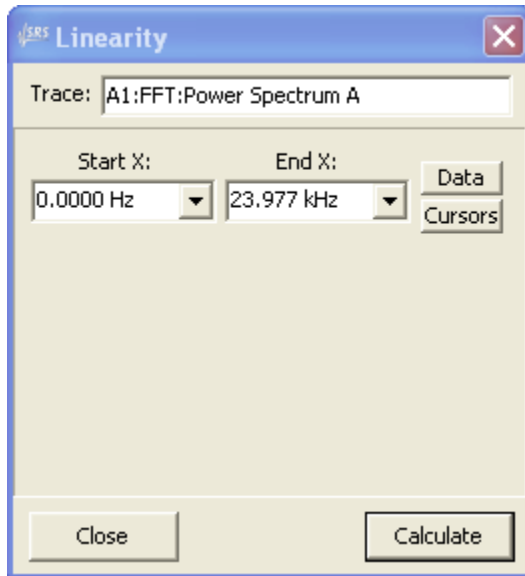 SRS Linearity
Trace: A1:FFT:Power Spectrum A
Start X: End X:
0.0000 Hz 23.977 kHz Data
Cursors
Close Calculate